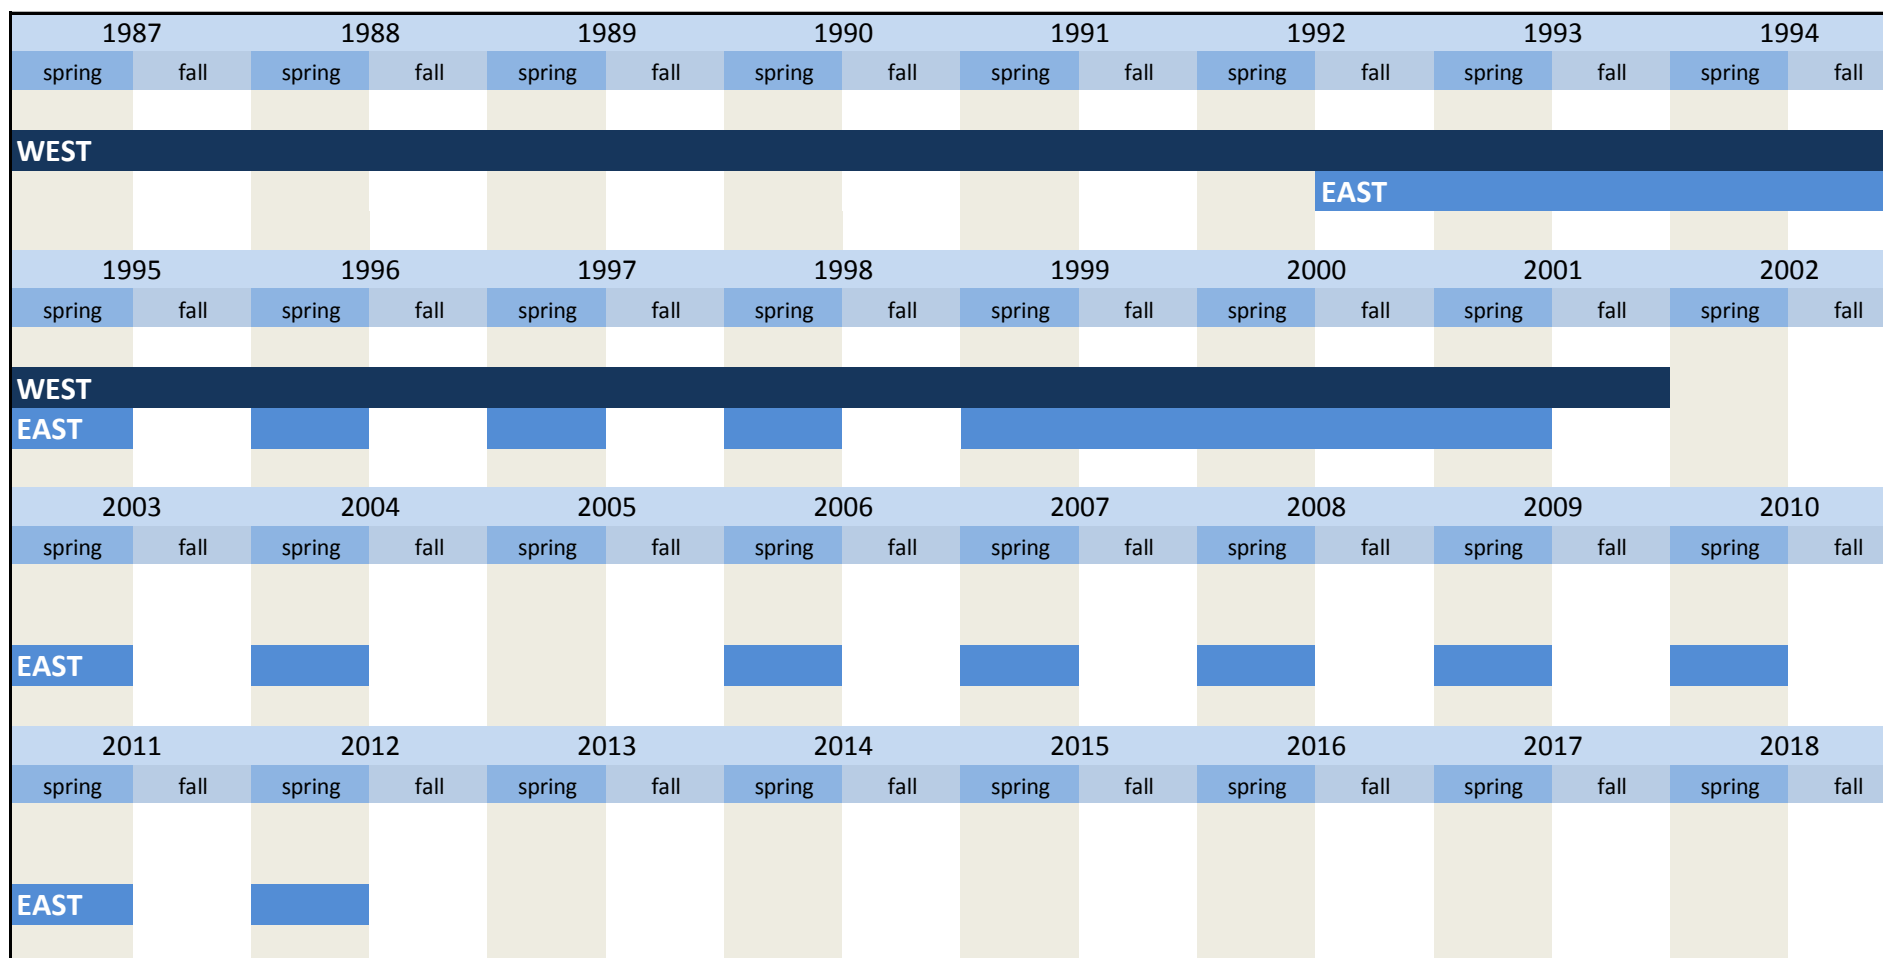 1987 1988 1989 1990 1991 1992 1993 1994
spring fall spring fall spring fall spring fall spring fall spring fall spring fall spring fall
WEST
EAST
1995 1996 1997 1998 1999 2000 2001 2002
spring fall spring fall spring fall spring fall spring fall spring fall spring fall spring fall
WEST
EAST
2003 2004 2005 2006 2007 2008 2009 2010
spring fall spring fall spring fall spring fall spring fall spring fall spring fall spring fall
EAST
2011 2012 2013 2014 2015 2016 2017 2018
spring fall spring fall spring fall spring fall spring fall spring fall spring fall spring fall
EAST